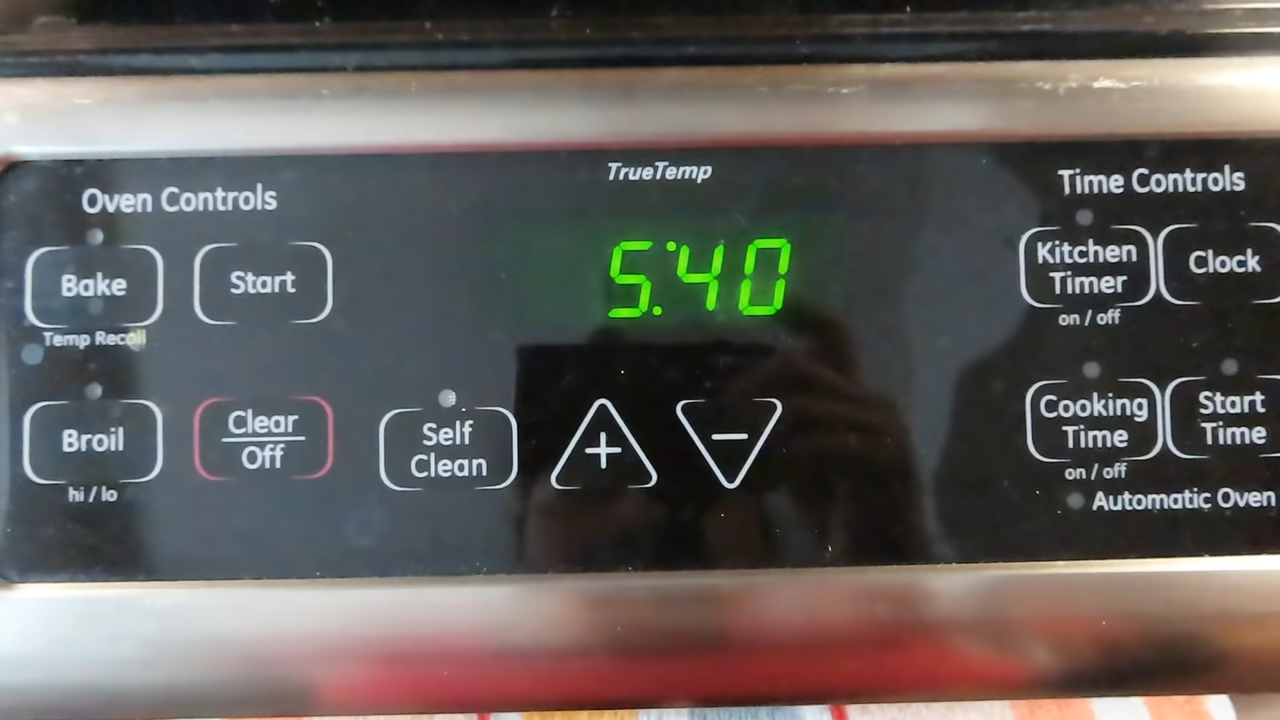 TrueTemp
Oven Controls
Time Controls
5:40
Bake
Start
Kitchen
Timer
Clock
Temp Recall
on / off
Broil
Clear
Off
Self
Clean
+
−
Cooking
Time
Start
Time
hi / lo
on / off
Automatic Oven